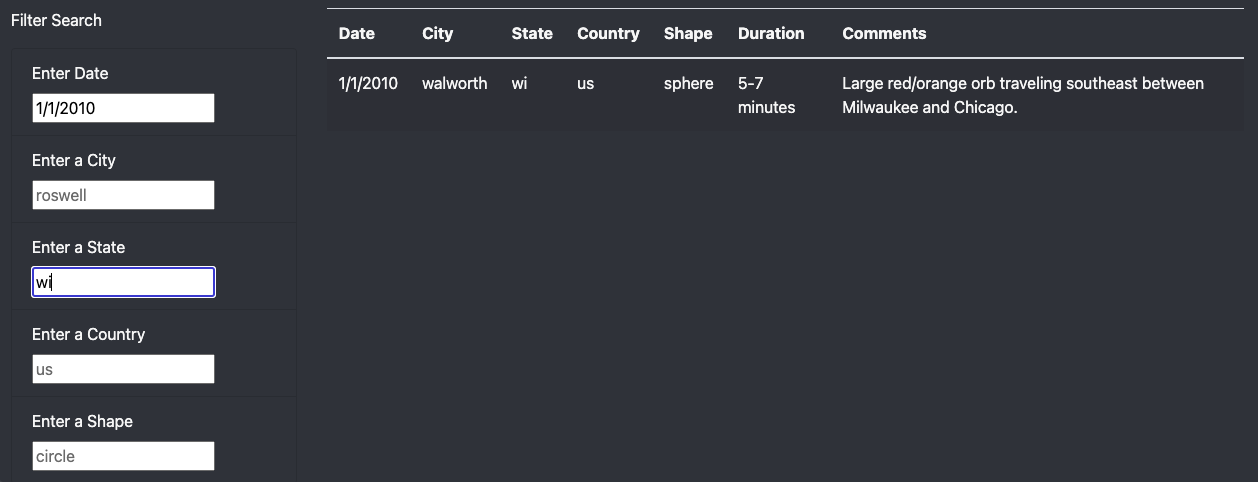 Filter Search
Enter Date
1/1/2010
Enter a City
roswell
Enter a State
wi
Enter a Country
us
Enter a Shape
circle
Date City State Country Shape Duration Comments
1/1/2010 walworth wi us sphere 5-7 Large red/orange orb traveling southeast between
minutes Milwaukee and Chicago.